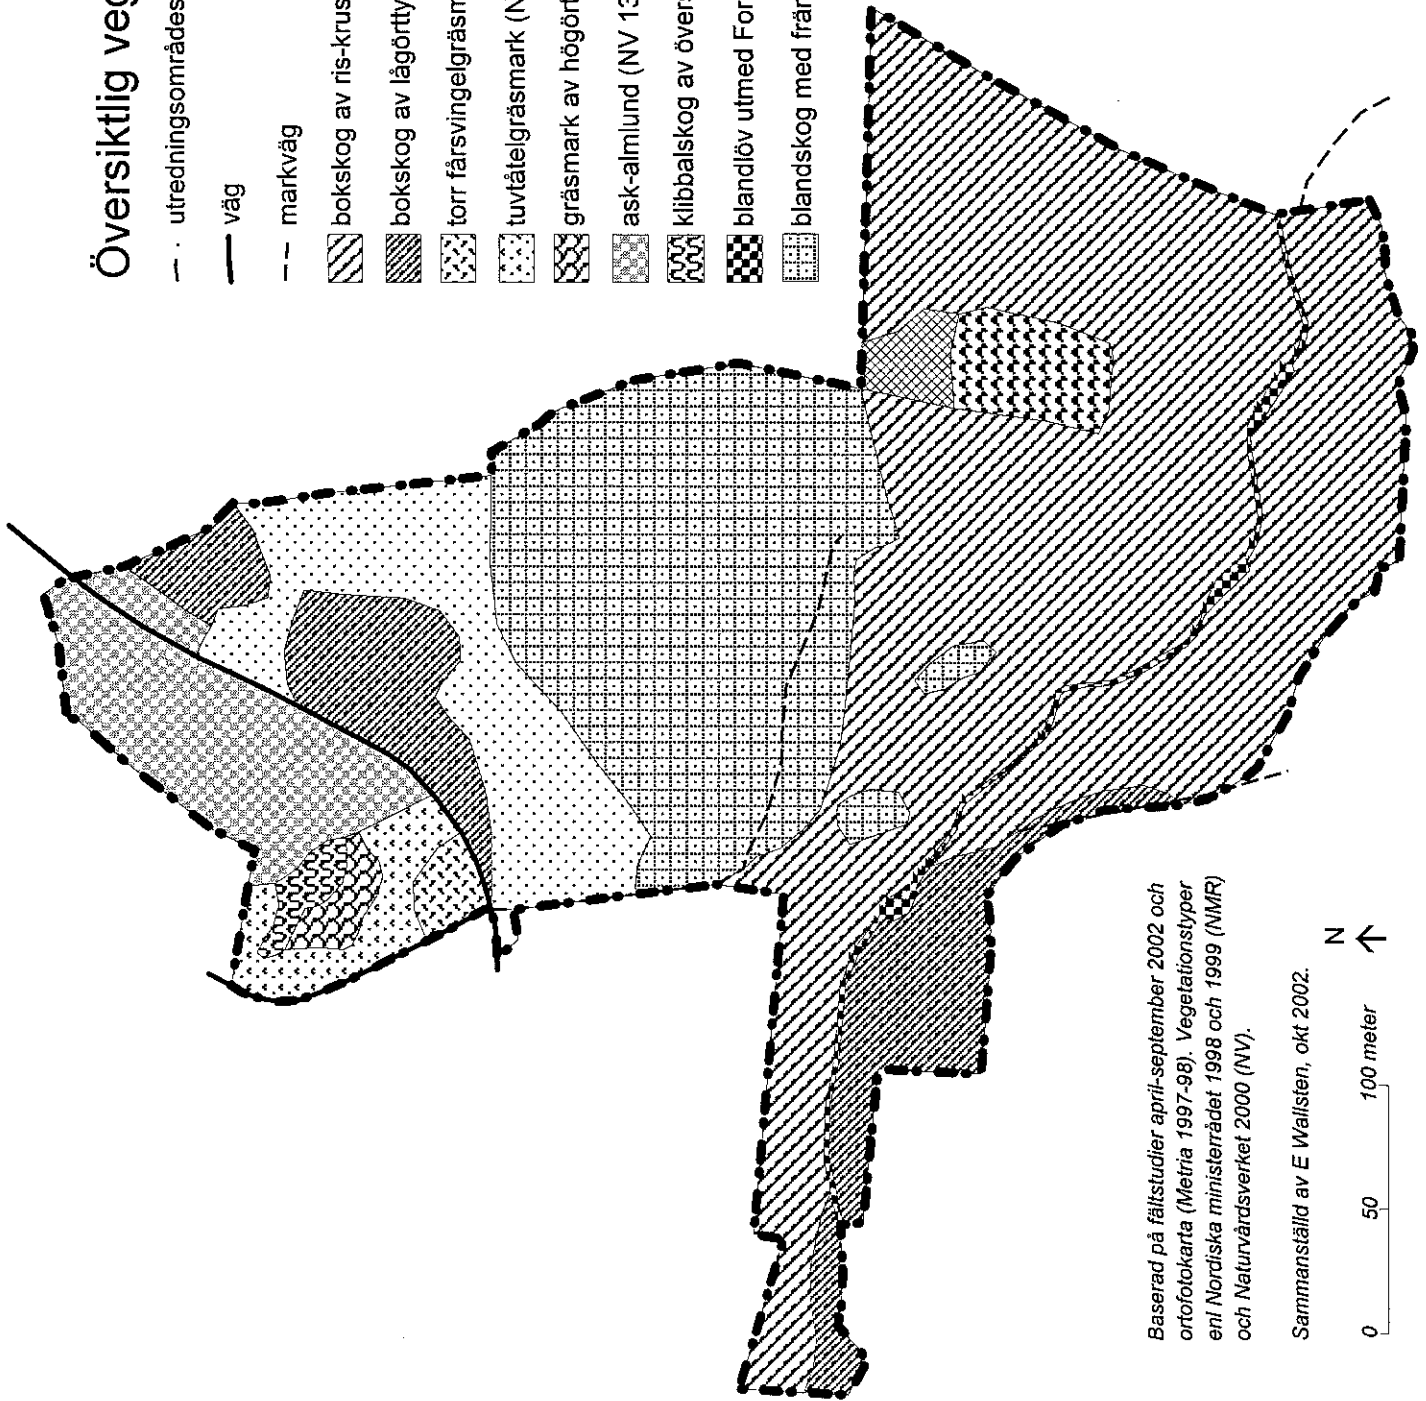 Översiktlig veg
utredningsområdes
väg
markväg
bokskog av ris-krus
bokskog av lågörtty
torr fårsvingelgräsm
tuvtåtelgräsmark (N
gräsmark av högört
ask-almlund (NV 13
klibbalskog av övers
blandlöv utmed For
blandskog med från
Baserad på fältstudier april-september 2002 och
ortofotokarta (Metria 1997-98). Vegetationstyper
enl Nordiska ministerrådet 1998 och 1999 (NMR)
och Naturvårdsverket 2000 (NV).
Sammanställd av E Wallsten, okt 2002.
N
0 50 100 meter